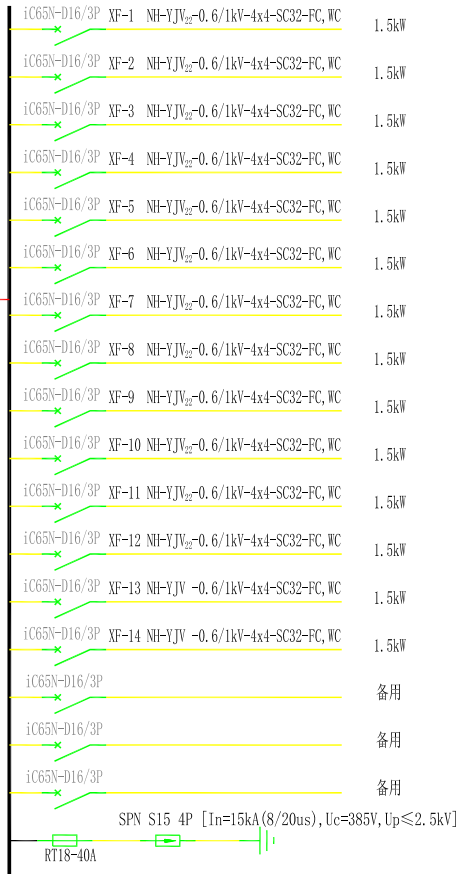 iC65N-D16/3P XF-1 NH-YJV₂₂-0.6/1kV-4x4-SC32-FC,WC 1.5kW
iC65N-D16/3P XF-2 NH-YJV₂₂-0.6/1kV-4x4-SC32-FC,WC 1.5kW
iC65N-D16/3P XF-3 NH-YJV₂₂-0.6/1kV-4x4-SC32-FC,WC 1.5kW
iC65N-D16/3P XF-4 NH-YJV₂₂-0.6/1kV-4x4-SC32-FC,WC 1.5kW
iC65N-D16/3P XF-5 NH-YJV₂₂-0.6/1kV-4x4-SC32-FC,WC 1.5kW
iC65N-D16/3P XF-6 NH-YJV₂₂-0.6/1kV-4x4-SC32-FC,WC 1.5kW
iC65N-D16/3P XF-7 NH-YJV₂₂-0.6/1kV-4x4-SC32-FC,WC 1.5kW
iC65N-D16/3P XF-8 NH-YJV₂₂-0.6/1kV-4x4-SC32-FC,WC 1.5kW
iC65N-D16/3P XF-9 NH-YJV₂₂-0.6/1kV-4x4-SC32-FC,WC 1.5kW
iC65N-D16/3P XF-10 NH-YJV₂₂-0.6/1kV-4x4-SC32-FC,WC 1.5kW
iC65N-D16/3P XF-11 NH-YJV₂₂-0.6/1kV-4x4-SC32-FC,WC 1.5kW
iC65N-D16/3P XF-12 NH-YJV₂₂-0.6/1kV-4x4-SC32-FC,WC 1.5kW
iC65N-D16/3P XF-13 NH-YJV -0.6/1kV-4x4-SC32-FC,WC 1.5kW
iC65N-D16/3P XF-14 NH-YJV -0.6/1kV-4x4-SC32-FC,WC 1.5kW
iC65N-D16/3P 备用
iC65N-D16/3P 备用
iC65N-D16/3P 备用
SPN S15 4P [In=15kA(8/20us),Uc=385V,Up≤2.5kV]
RT18-40A